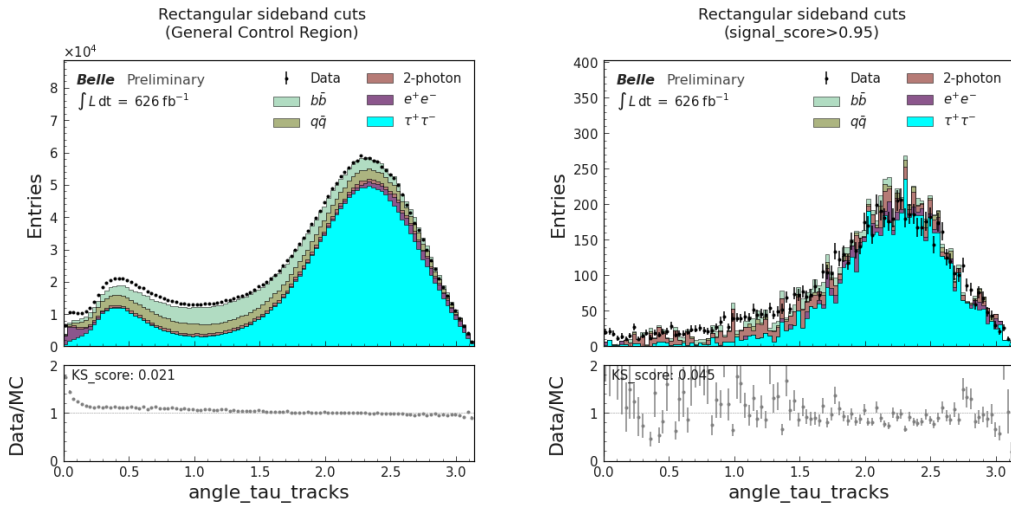 Rectangular sideband cuts
(General Control Region)
×10⁴
Belle Preliminary
∫ L dt = 626 fb⁻¹
Data
bb̄
qq̄
2-photon
e⁺e⁻
τ⁺τ⁻
Entries
8
7
6
5
4
3
2
1
0
KS_score: 0.021
Data/MC
2
1
0
0.0 0.5 1.0 1.5 2.0 2.5 3.0
angle_tau_tracks
Rectangular sideband cuts
(signal_score>0.95)
Belle Preliminary
∫ L dt = 626 fb⁻¹
Data
bb̄
qq̄
2-photon
e⁺e⁻
τ⁺τ⁻
Entries
400
350
300
250
200
150
100
50
0
KS_score: 0.045
Data/MC
2
1
0
0.0 0.5 1.0 1.5 2.0 2.5 3.0
angle_tau_tracks